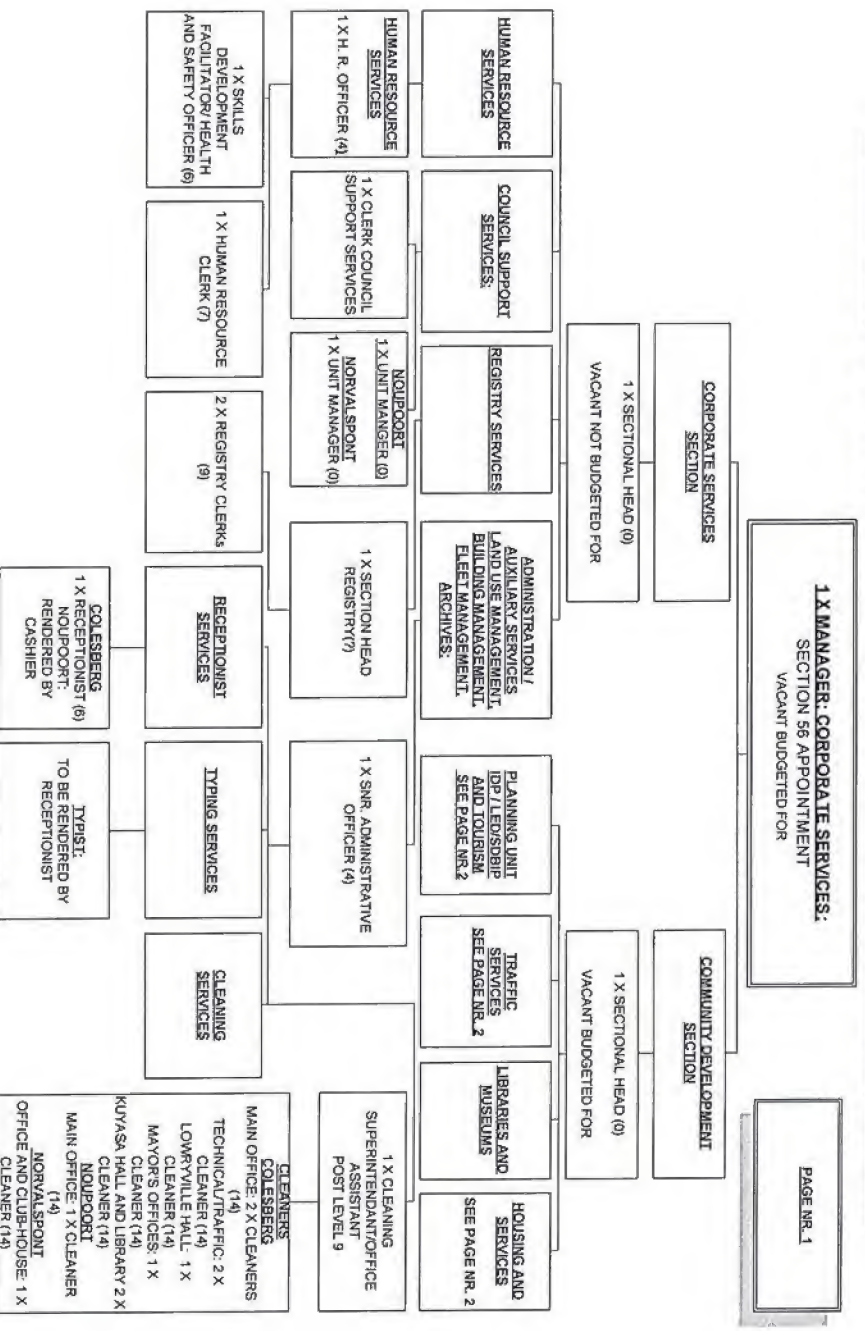 1 X MANAGER: CORPORATE SERVICES:
SECTION 56 APPOINTMENT
VACANT BUDGETED FOR
PAGE NR. 1
CORPORATE SERVICES
SECTION
COMMUNITY DEVELOPMENT
SECTION
1 X SECTIONAL HEAD (0)
VACANT NOT BUDGETED FOR
1 X SECTIONAL HEAD (0)
VACANT BUDGETED FOR
HUMAN RESOURCE
SERVICES
COUNCIL SUPPORT
SERVICES:
REGISTRY SERVICES
ADMINISTRATION /
AUXILIARY SERVICES
LAND USE MANAGEMENT,
BUILDING MANAGEMENT,
FLEET MANAGEMENT.
ARCHIVES:
PLANNING UNIT
IDP / LED/SDBIP
AND TOURISM
SEE PAGE NR.2
TRAFFIC
SERVICES
SEE PAGE NR. 2
LIBRARIES AND
MUSEUMS
HOUSING AND
SERVICES
SEE PAGE NR. 2
HUMAN RESOURCE
SERVICES
1 X H. R. OFFICER (4)
1 X CLERK COUNCIL
SUPPORT SERVICES
NOUPOORT
1 X UNIT MANGER (0)
NORVALSPONT
1 X UNIT MANAGER (0)
1 X SECTION HEAD
REGISTRY(?)
1 X SNR. ADMINISTRATIVE
OFFICER (4)
1 X CLEANING
SUPERINTENDANT/OFFICE
ASSISTANT
POST LEVEL 9
1 X SKILLS
DEVELOPMENT
FACILITATOR/ HEALTH
AND SAFETY OFFICER (6)
1 X HUMAN RESOURCE
CLERK (7)
2 X REGISTRY CLERKs
(9)
RECEPTIONIST
SERVICES
TYPING SERVICES
CLEANING
SERVICES
COLESBERG
1 X RECEPTIONIST (6)
NOUPOORT:
RENDERED BY
CASHIER
TYPIST:
TO BE RENDERED BY
RECEPTIONIST
CLEANERS
COLESBERG
MAIN OFFICE: 2 X CLEANERS
(14)
TECHNICAL/TRAFFIC: 2 X
CLEANER (14)
LOWRYVILLE HALL: 1 X
CLEANER (14)
MAYOR'S OFFICES: 1 X
CLEANER (14)
KUYASA HALL AND LIBRARY 2 X
CLEANER (14)
NOUPOORT
MAIN OFFICE: 1 X CLEANER
(14)
NORVALSPONT
OFFICE AND CLUB-HOUSE: 1 X
CLEANER (14)